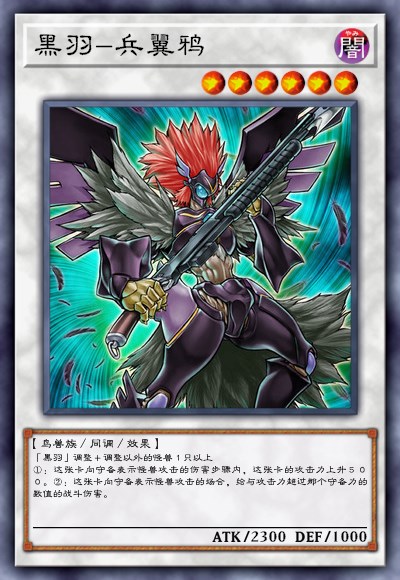 黑羽-兵翼鸦
やみ
闇
【鸟兽族/同调/效果】
「黑羽」调整+调整以外的怪兽1只以上
①：这张卡向守备表示怪兽攻击的伤害步骤内，这张卡的攻击力上升５０
０。②：这张卡向守备表示怪兽攻击的场合，给与攻击力超过那个守备力的
数值的战斗伤害。
ATK/2300 DEF/1000